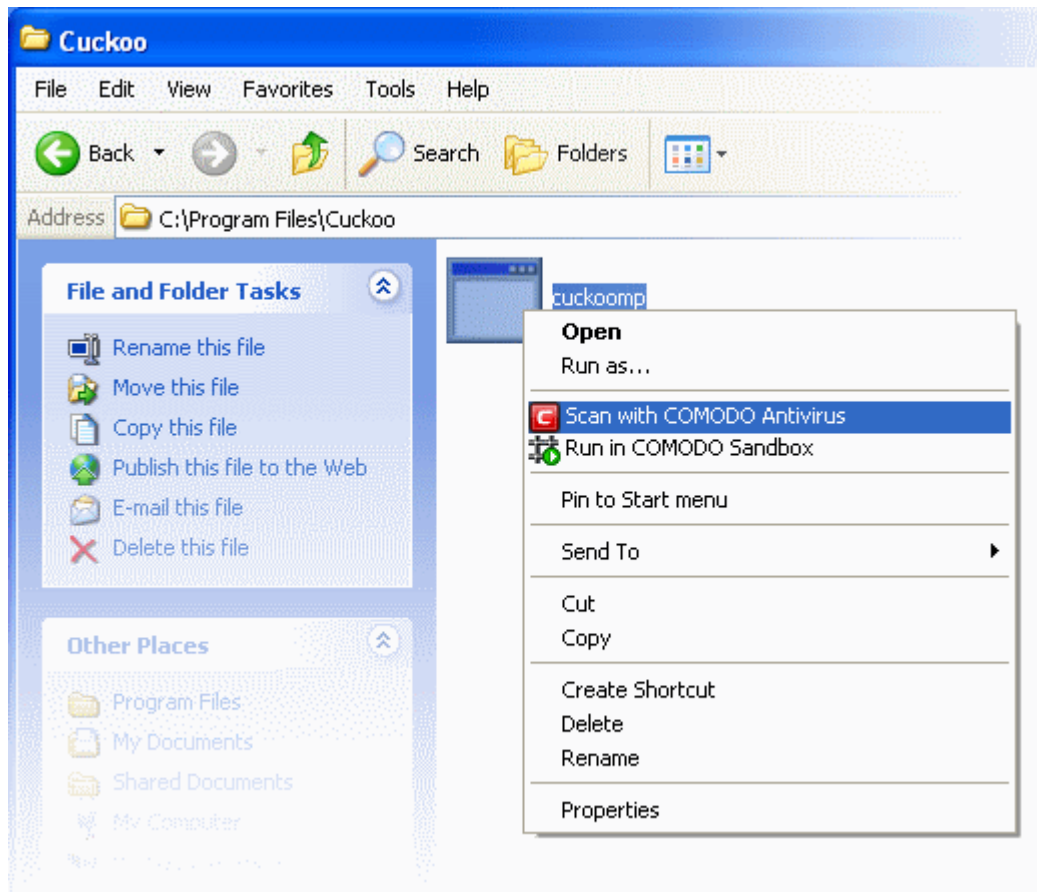 Cuckoo
File Edit View Favorites Tools Help
Back Search Folders
Address C:\Program Files\Cuckoo
File and Folder Tasks
Rename this file
Move this file
Copy this file
Publish this file to the Web
E-mail this file
Delete this file
Other Places
Program Files
My Documents
Shared Documents
My Computer
cuckoomp
Open
Run as...
C Scan with COMODO Antivirus
Run in COMODO Sandbox
Pin to Start menu
Send To
Cut
Copy
Create Shortcut
Delete
Rename
Properties